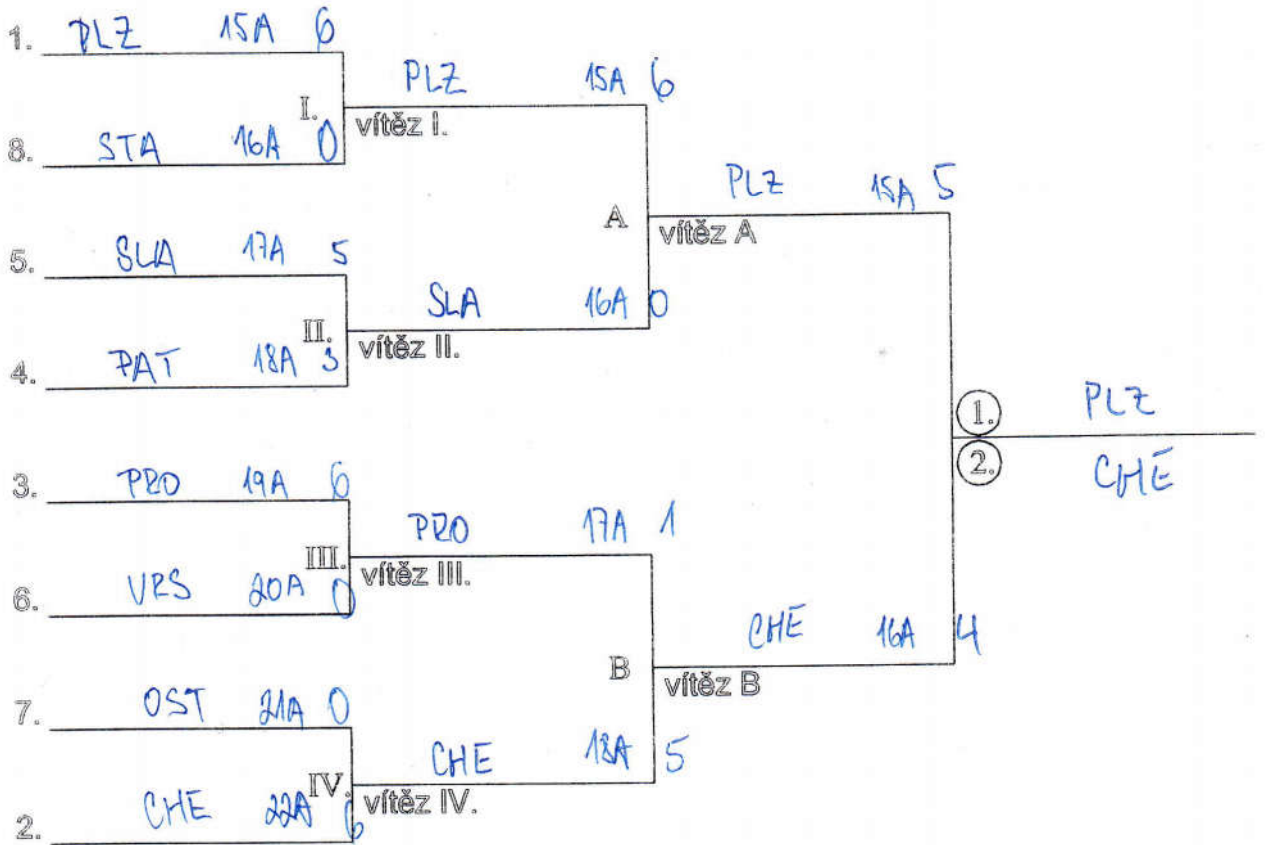 1. PLZ 15A 6
PLZ 15A 6
I.
vítěz I.
8. STA 16A 0
PLZ 15A 5
A
vítěz A
5. SLA 17A 5
SLA 16A 0
II.
vítěz II.
4. PAT 18A 3
1. PLZ
2. CHE
3. PRO 19A 6
PRO 17A 1
III.
vítěz III.
6. VRS 20A 0
CHE 16A 4
B
vítěz B
7. OST 21A 0
CHE 18A 5
IV.
vítěz IV.
2. CHE 22A 6